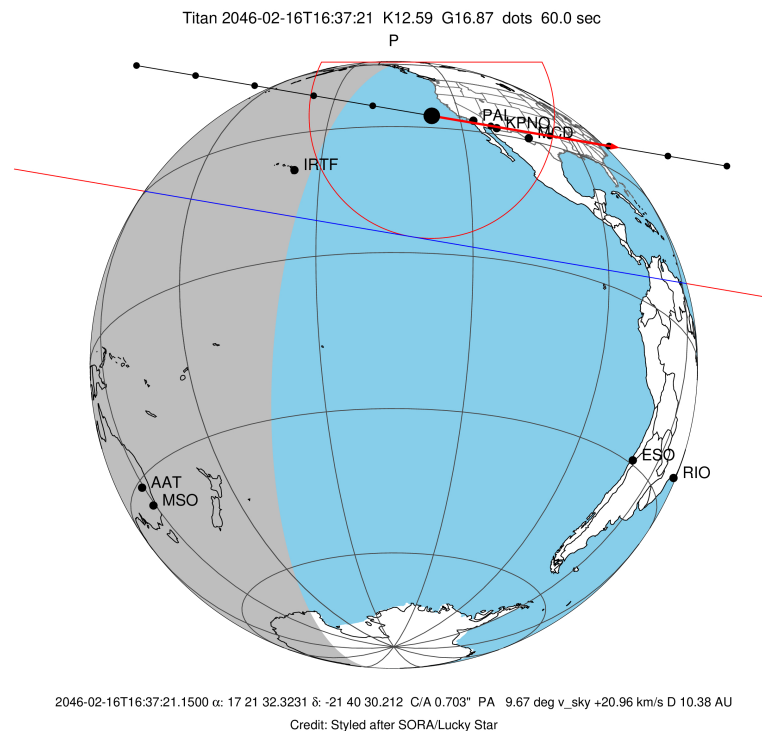 Titan 2046-02-16T16:37:21 K12.59 G16.87 dots 60.0 sec
P
PAL
KPNO
MCD
IRTF
ESO
RIO
AAT
MSO
2046-02-16T16:37:21.1500 α: 17 21 32.3231 δ: -21 40 30.212 C/A 0.703" PA 9.67 deg v_sky +20.96 km/s D 10.38 AU
Credit: Styled after SORA/Lucky Star